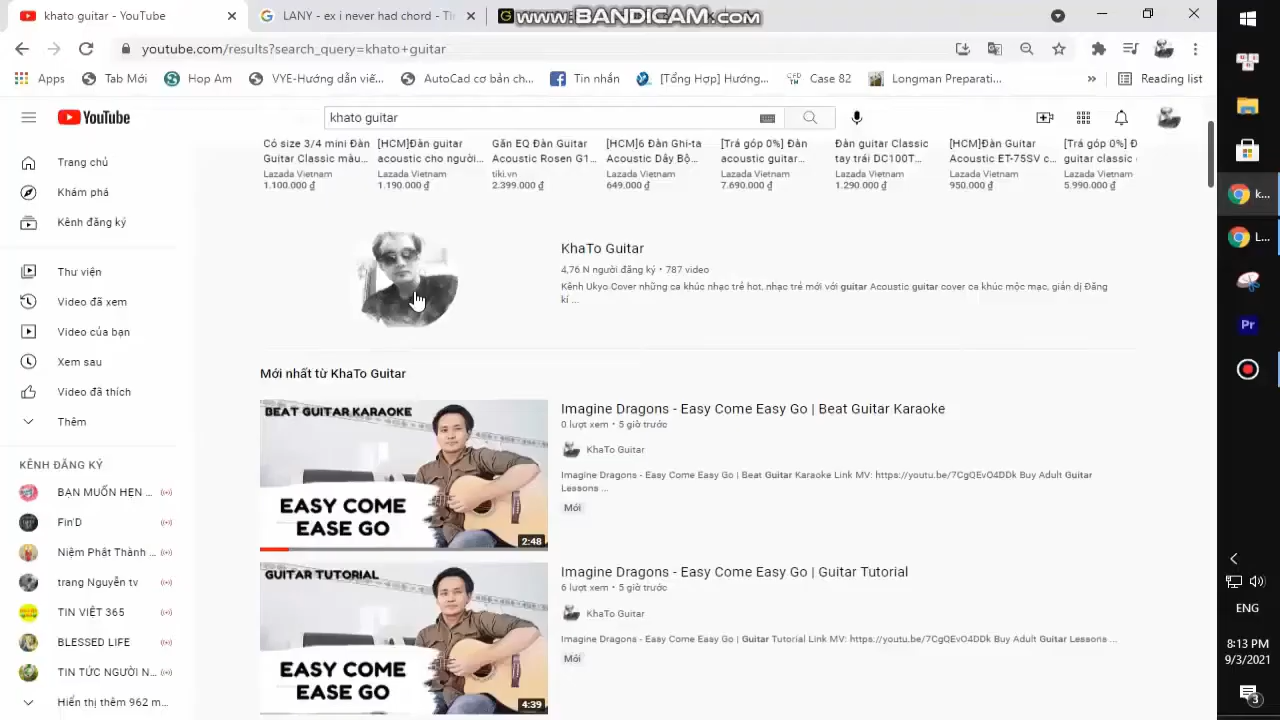 khato guitar - YouTube
LANY - ex i never had chord - Tìr
www.BANDICAM.com
youtube.com/results?search_query=khato+guitar
Apps
Tab Mới
Hop Am
VYE-Hướng dẫn viế...
AutoCad cơ bản ch...
Tin nhắn
[Tổng Hợp] Hướng...
Case 82
Longman Preparati...
»
Reading list
YouTube
khato guitar
Có size 3/4 mini Đàn
Guitar Classic màu...
Lazada Vietnam
1.100.000 ₫
[HCM]Đàn guitar
acoustic cho người...
Lazada Vietnam
1.190.000 ₫
Gắn EQ Đàn Guitar
Acoustic Rosen G1...
tiki.vn
2.399.000 ₫
[HCM]6 Đàn Ghi-ta
Acoustic Dây Bộ...
Lazada Vietnam
649.000 ₫
[Trả góp 0%] Đàn
acoustic guitar...
Lazada Vietnam
7.690.000 ₫
Đàn guitar Classic
tay trái DC100T...
Lazada Vietnam
1.290.000 ₫
[HCM]Đàn Guitar
Acoustic ET-75SV c...
Lazada Vietnam
950.000 ₫
[Trả góp 0%] Đ
guitar classic
Lazada Vietnam
5.990.000 ₫
Trang chủ
Khám phá
Kênh đăng ký
Thư viện
Video đã xem
Video của bạn
Xem sau
Video đã thích
Thêm
KÊNH ĐĂNG KÝ
BẠN MUỐN HẸN ...
Fin'D
Niệm Phật Thành ...
trang Nguyễn tv
TIN VIỆT 365
BLESSED LIFE
TIN TỨC NGƯỜI N...
Hiển thị thêm 962 m...
KhaTo Guitar
4,76 N người đăng ký • 787 video
Kênh Ukyo Cover những ca khúc nhạc trẻ hot, nhạc trẻ mới với guitar Acoustic guitar cover ca khúc mộc mạc, giản dị Đăng
kí ...
Mới nhất từ KhaTo Guitar
BEAT GUITAR KARAOKE
EASY COME
EASE GO
2:48
Imagine Dragons - Easy Come Easy Go | Beat Guitar Karaoke
0 lượt xem • 5 giờ trước
KhaTo Guitar
Imagine Dragons - Easy Come Easy Go | Beat Guitar Karaoke Link MV: https://youtu.be/7CgQEvO4DDk Buy Adult Guitar
Lessons ...
Mới
GUITAR TUTORIAL
EASY COME
EASE GO
4:39
Imagine Dragons - Easy Come Easy Go | Guitar Tutorial
6 lượt xem • 5 giờ trước
KhaTo Guitar
Imagine Dragons - Easy Come Easy Go | Guitar Tutorial Link MV: https://youtu.be/7CgQEvO4DDk Buy Adult Guitar Lessons ...
Mới
k...
L...
Pr
ENG
8:13 PM
9/3/2021
3